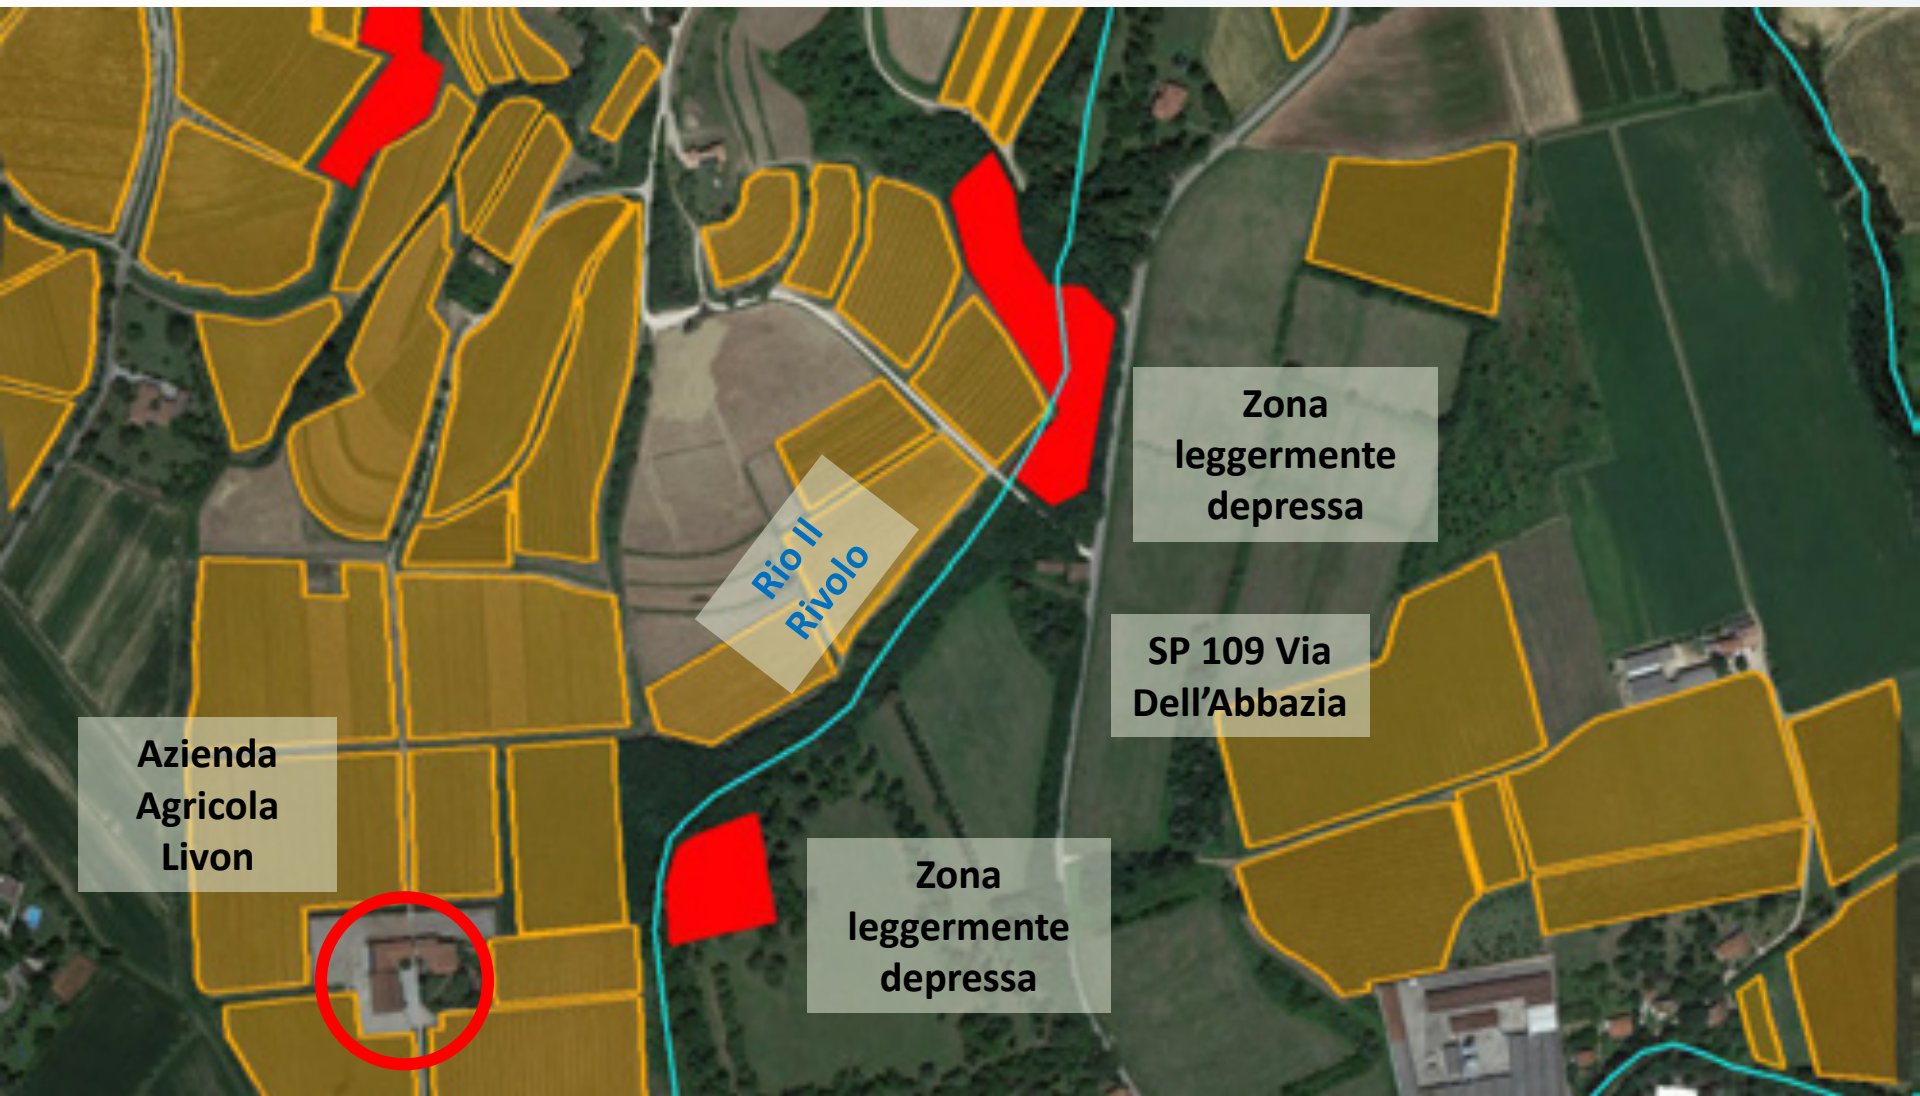 Zona
leggermente
depressa
Rio Il
Rivolo
SP 109 Via
Dell'Abbazia
Azienda
Agricola
Livon
Zona
leggermente
depressa